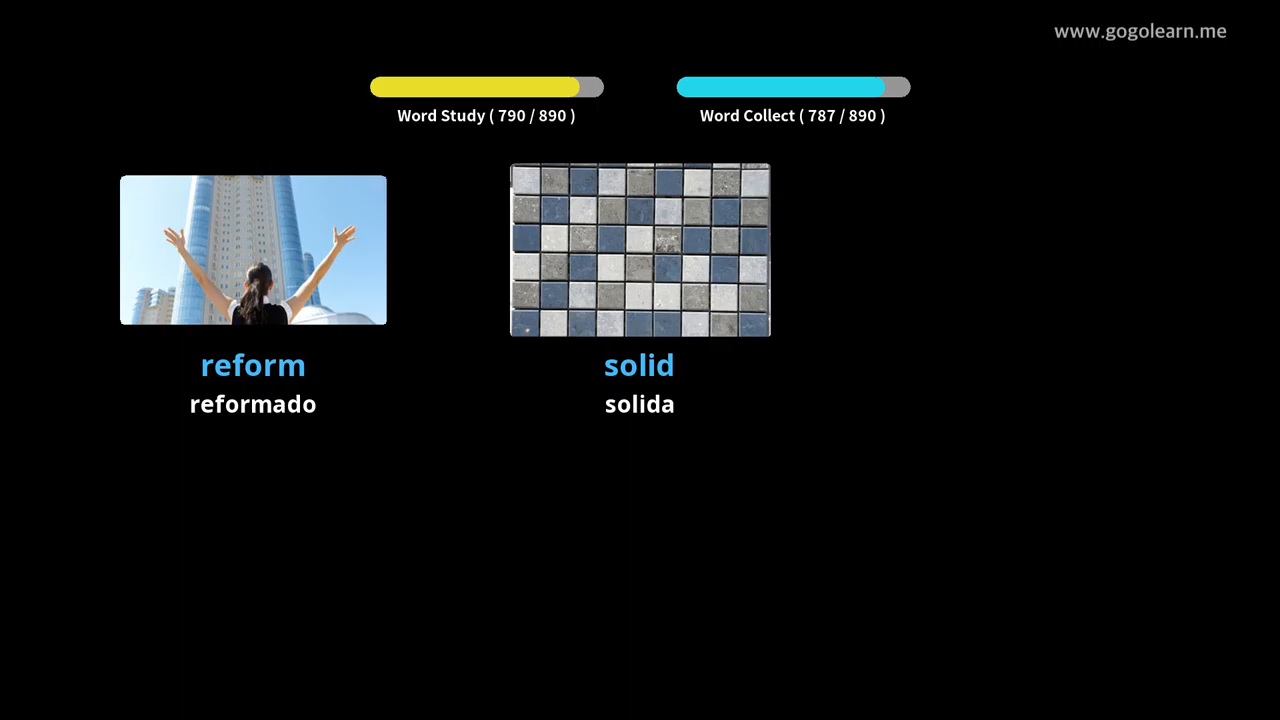 www.gogolearn.me
Word Study ( 790 / 890 )
Word Collect ( 787 / 890 )
reform
reformado
solid
solida